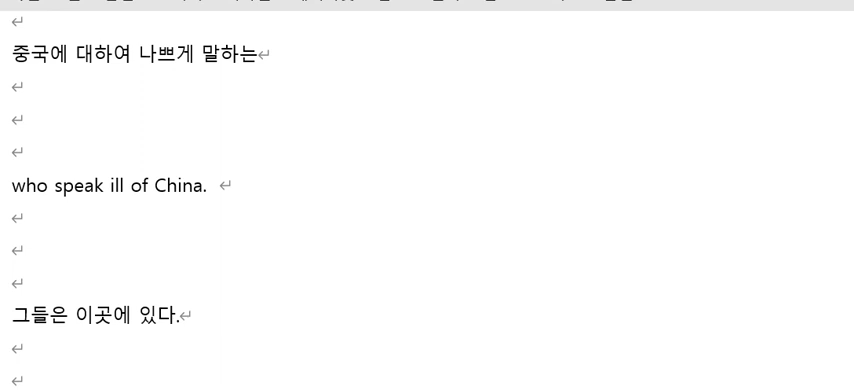 중국에 대하여 나쁘게 말하는
who speak ill of China.
그들은 이곳에 있다.